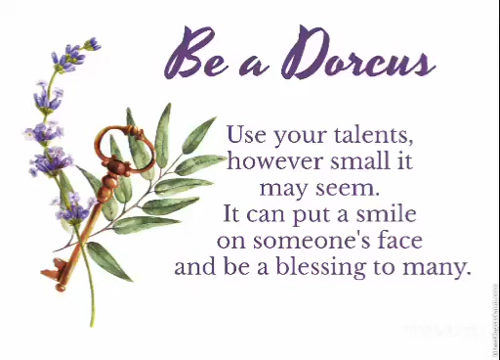 Be a Dorcus
Use your talents,
however small it
may seem.
It can put a smile
on someone's face
and be a blessing to many.